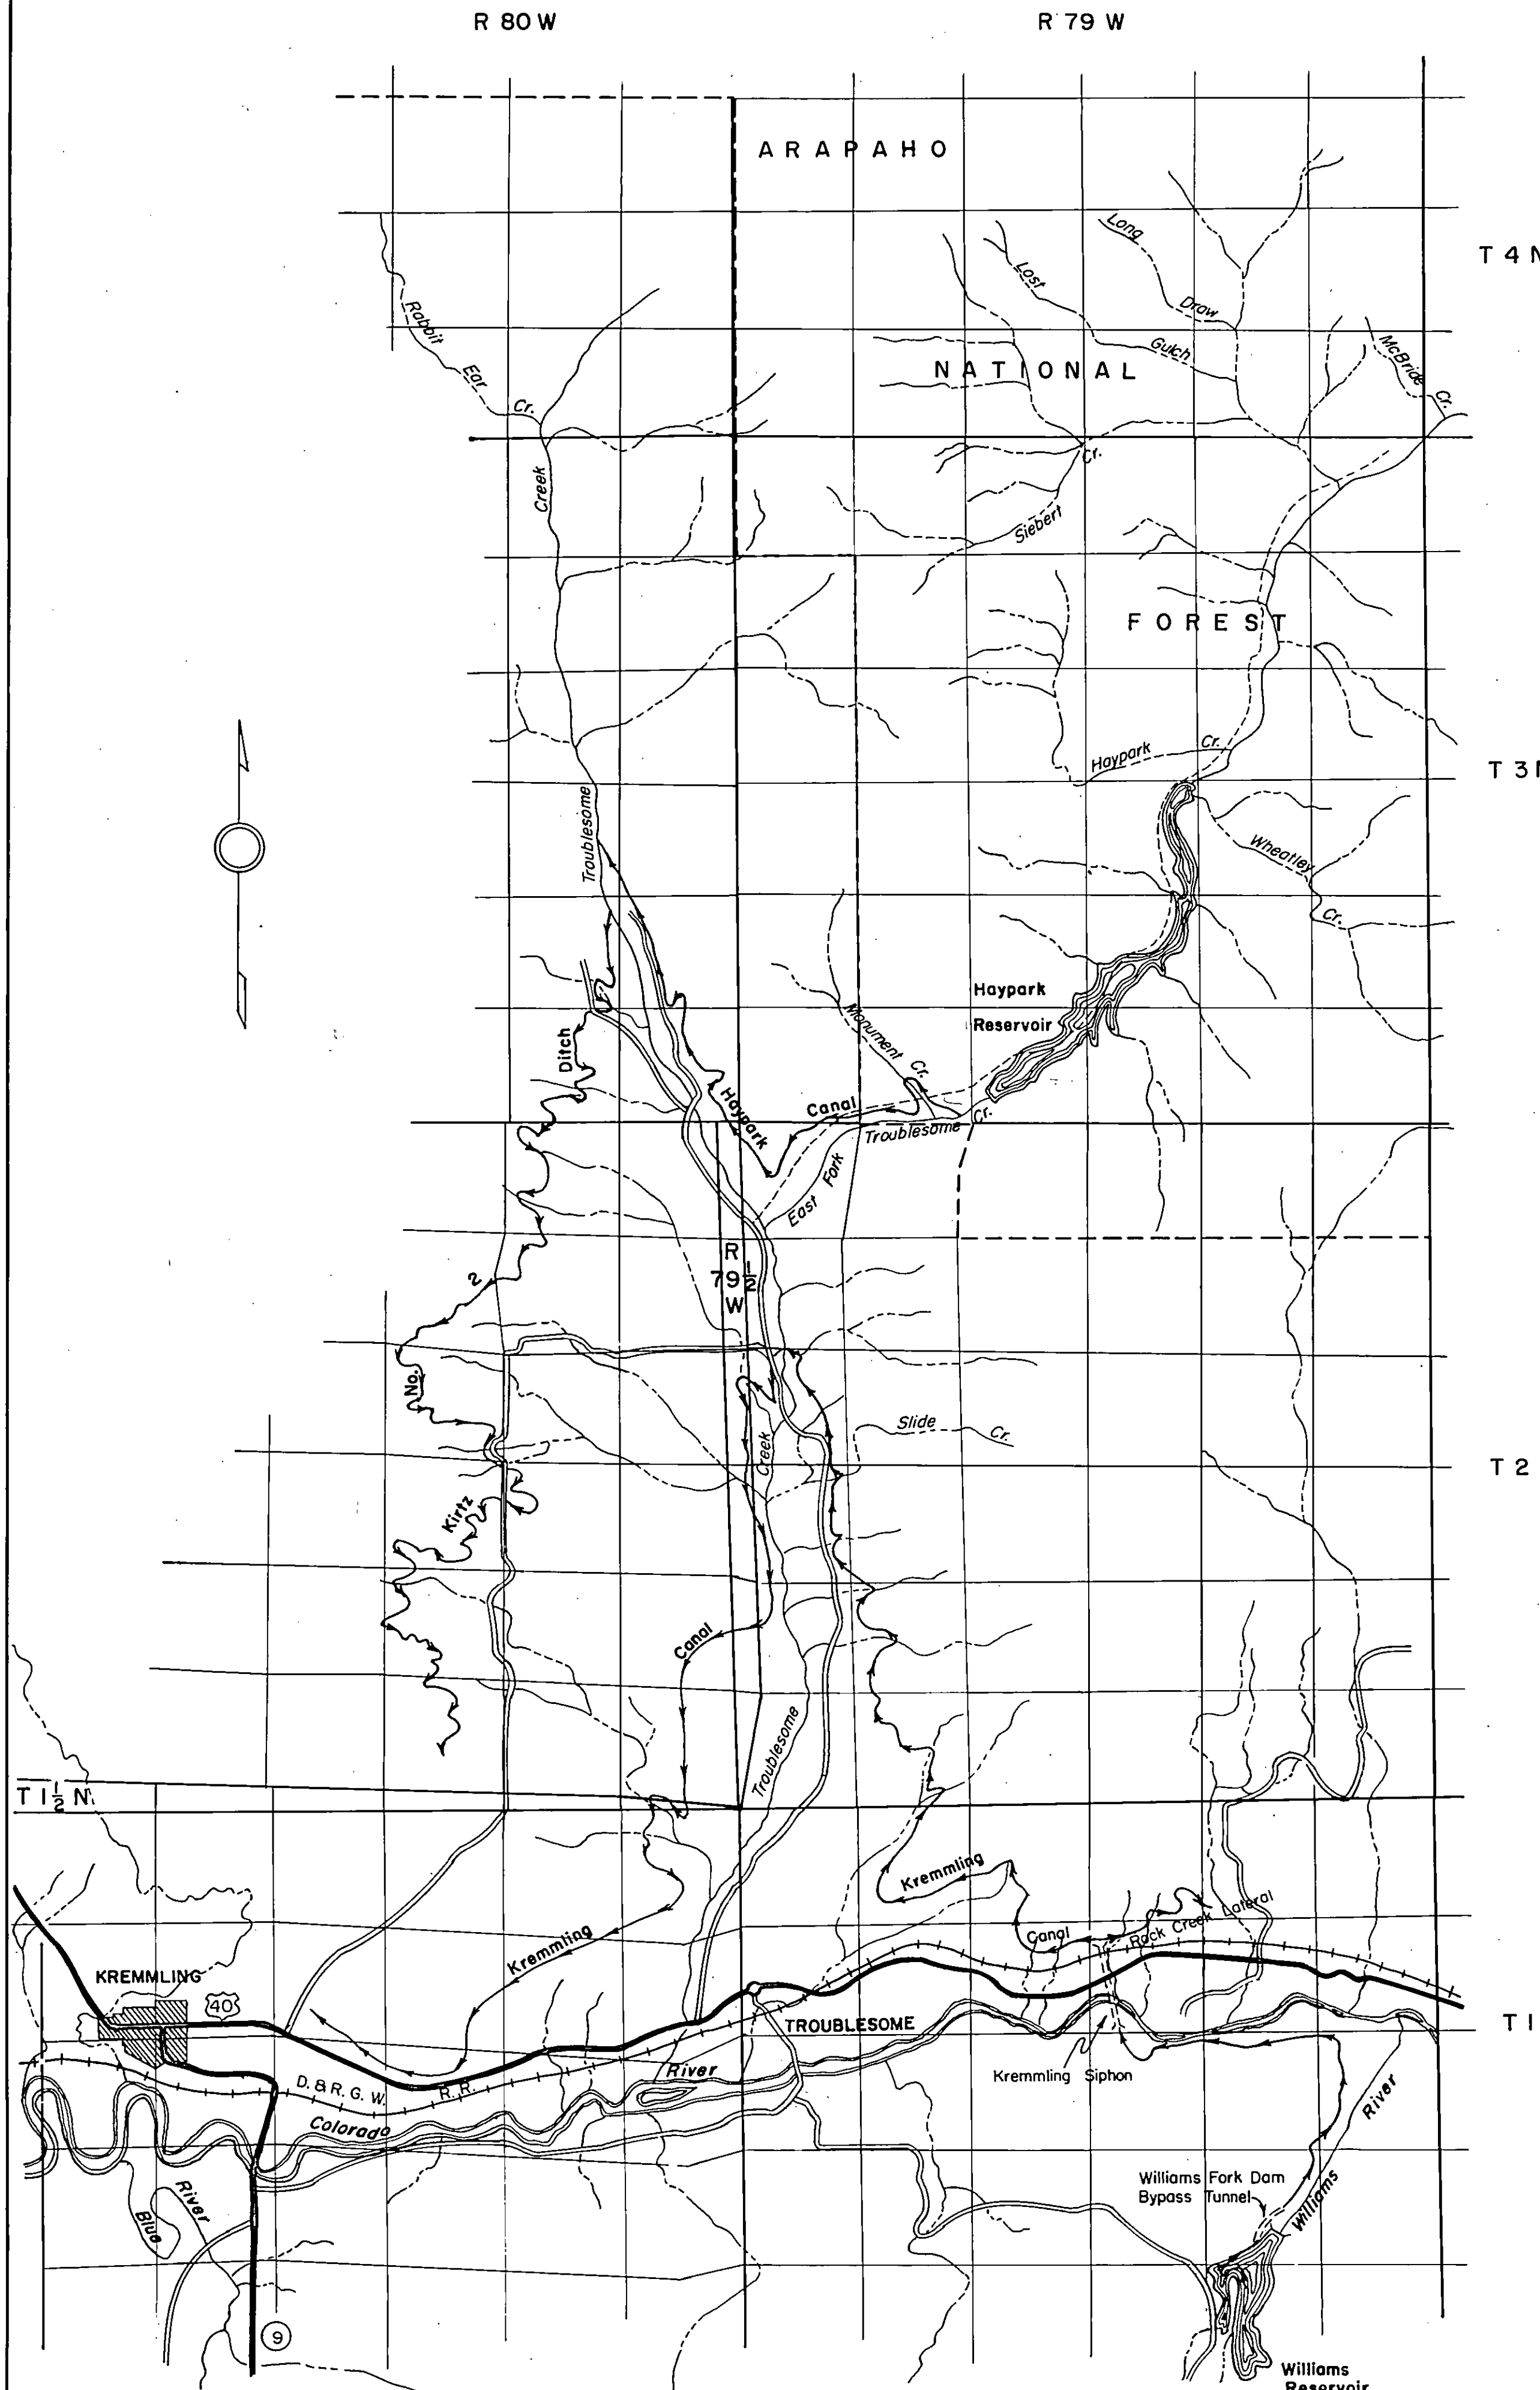 R 80 W
R 79 W
ARAPAHO
T 4 N
Long
Draw
Lost
Gulch
Rabbit
Ear
Cr.
NATIONAL
McBride
Cr.
Creek
Cr.
Siebert
FOREST
Haypark
Cr.
T 3 N
Troublesome
Wheatley
Cr.
Haypark
Reservoir
Monument
Cr.
Ditch
Haypark
Canal
Troublesome
Cr.
East Fork
R
79½
W
2
No.
Slide
Cr.
Creek
T 2
Kirtz
Canal
Troublesome
T 1½ N
Kremmling
Canal
Rock Creek Lateral
Kremmling
KREMMLING
40
TROUBLESOME
T 1
River
Kremmling Siphon
D. & R. G. W.
R. R.
Colorado
River
Williams Fork Dam
Bypass Tunnel
Williams
River
Blue
9
Williams
Reservoir